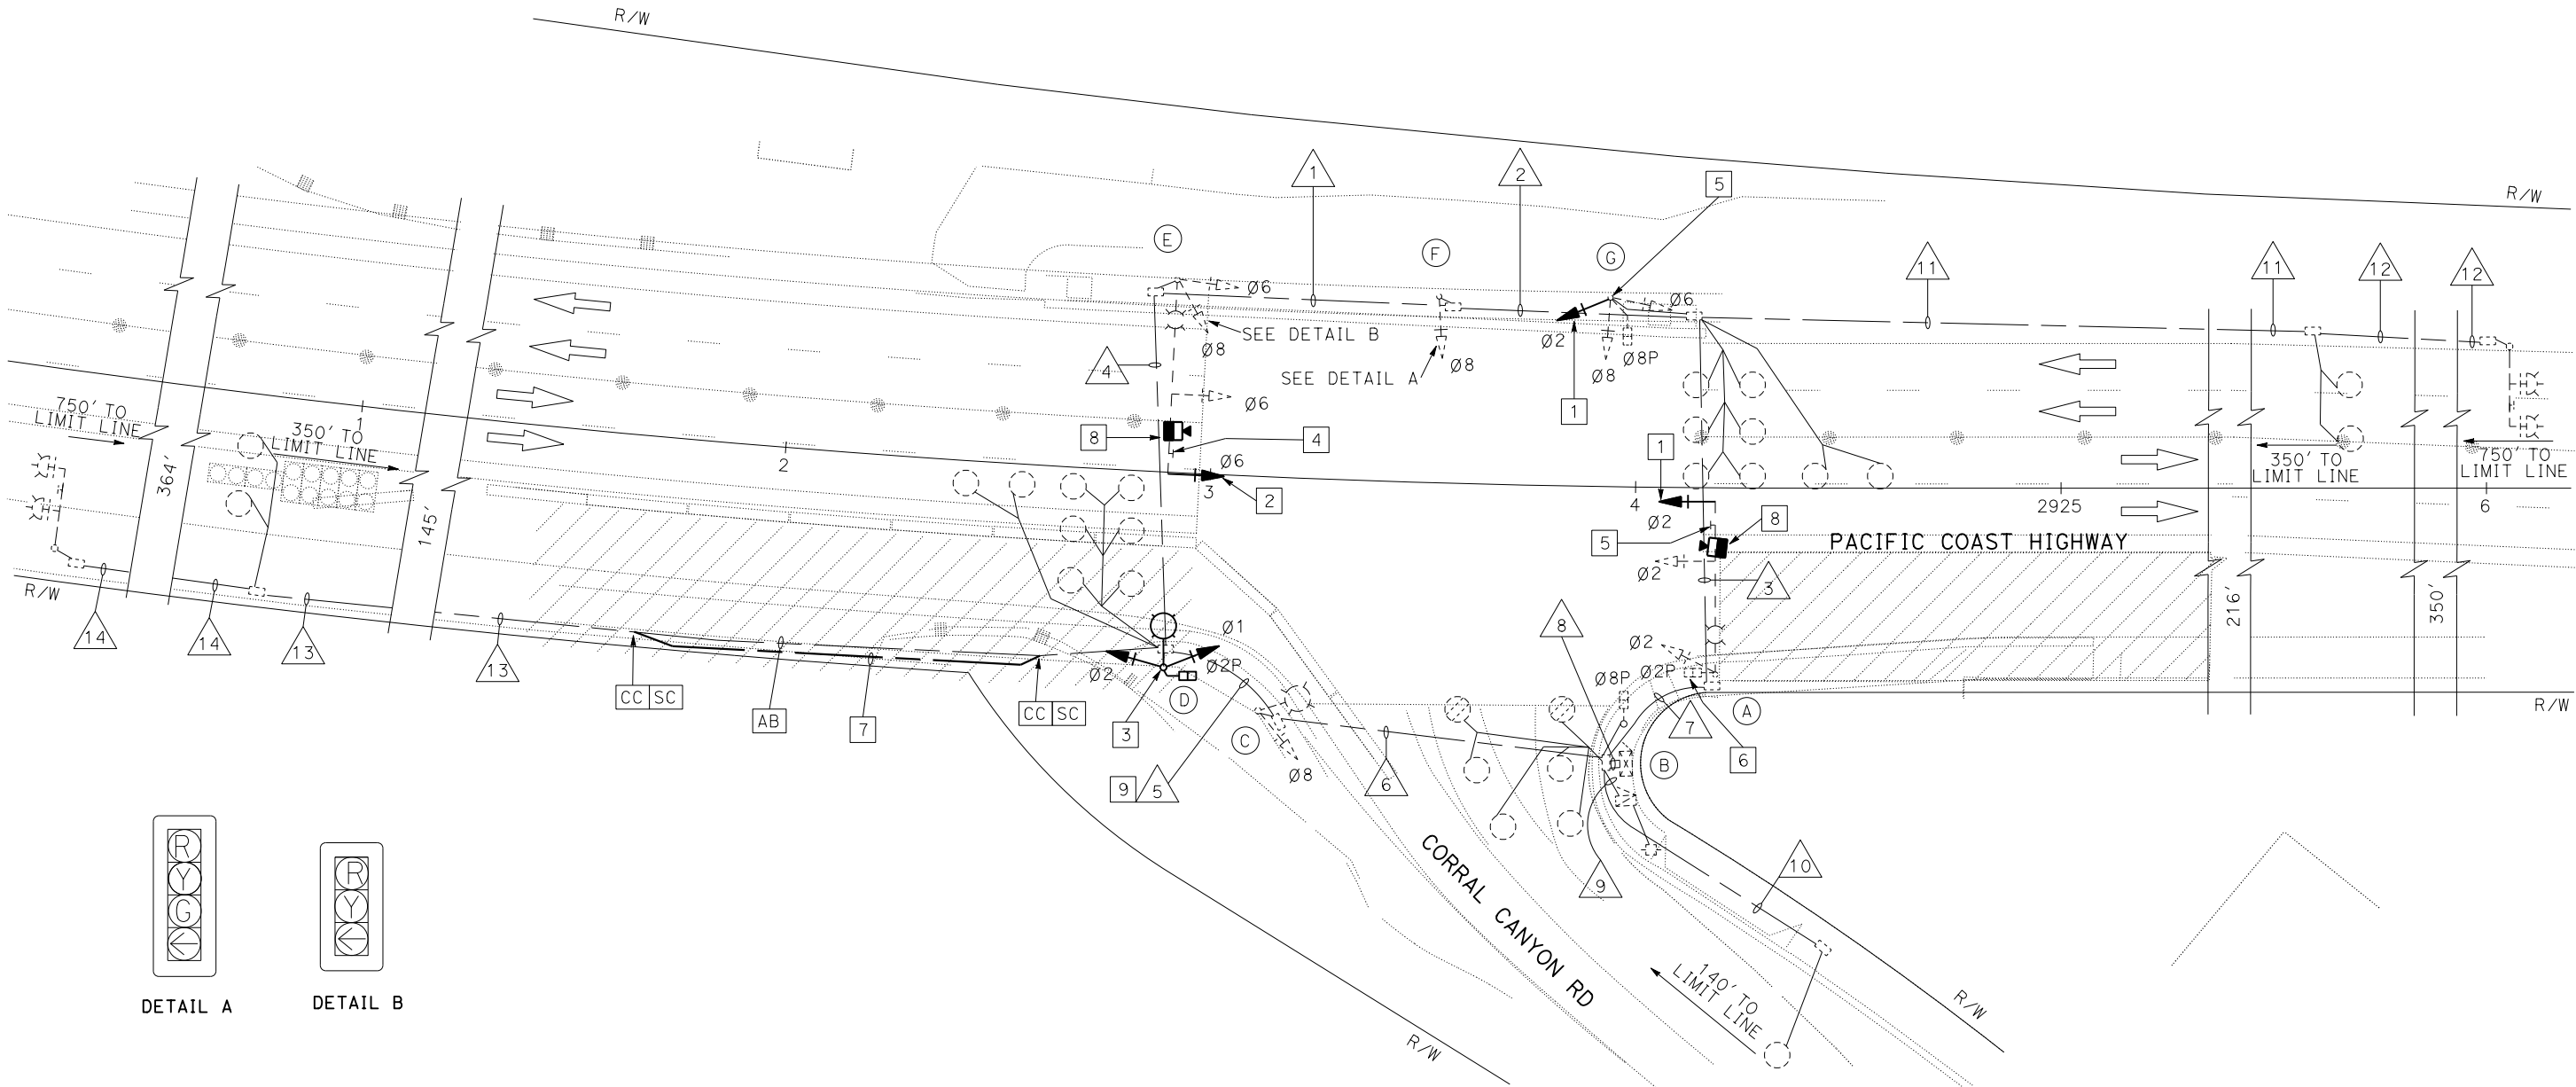 R/W
R/W
1
2
5
E
F
G
11
11
12
12
Ø6
Ø6
SEE DETAIL B
Ø2
Ø8P
Ø8
4
SEE DETAIL A
Ø8
Ø8
1
Ø6
750' TO
LIMIT LINE
1
350' TO
LIMIT LINE
8
4
1
2
Ø6
3
2
4
Ø2
2925
6
350' TO
LIMIT LINE
750' TO
LIMIT LINE
364'
145'
8
5
PACIFIC COAST HIGHWAY
Ø2
3
216'
350'
R/W
14
14
13
13
Ø1
8
Ø2
Ø2
Ø2P
Ø8P
Ø2P
CC SC
AB
7
CC SC
3
D
C
A
7
6
B
R/W
Ø8
9
5
6
R
Y
G
←
R
Y
←
9
10
CORRAL CANYON RD
140' TO
LIMIT LINE
DETAIL A
DETAIL B
R/W
R/W